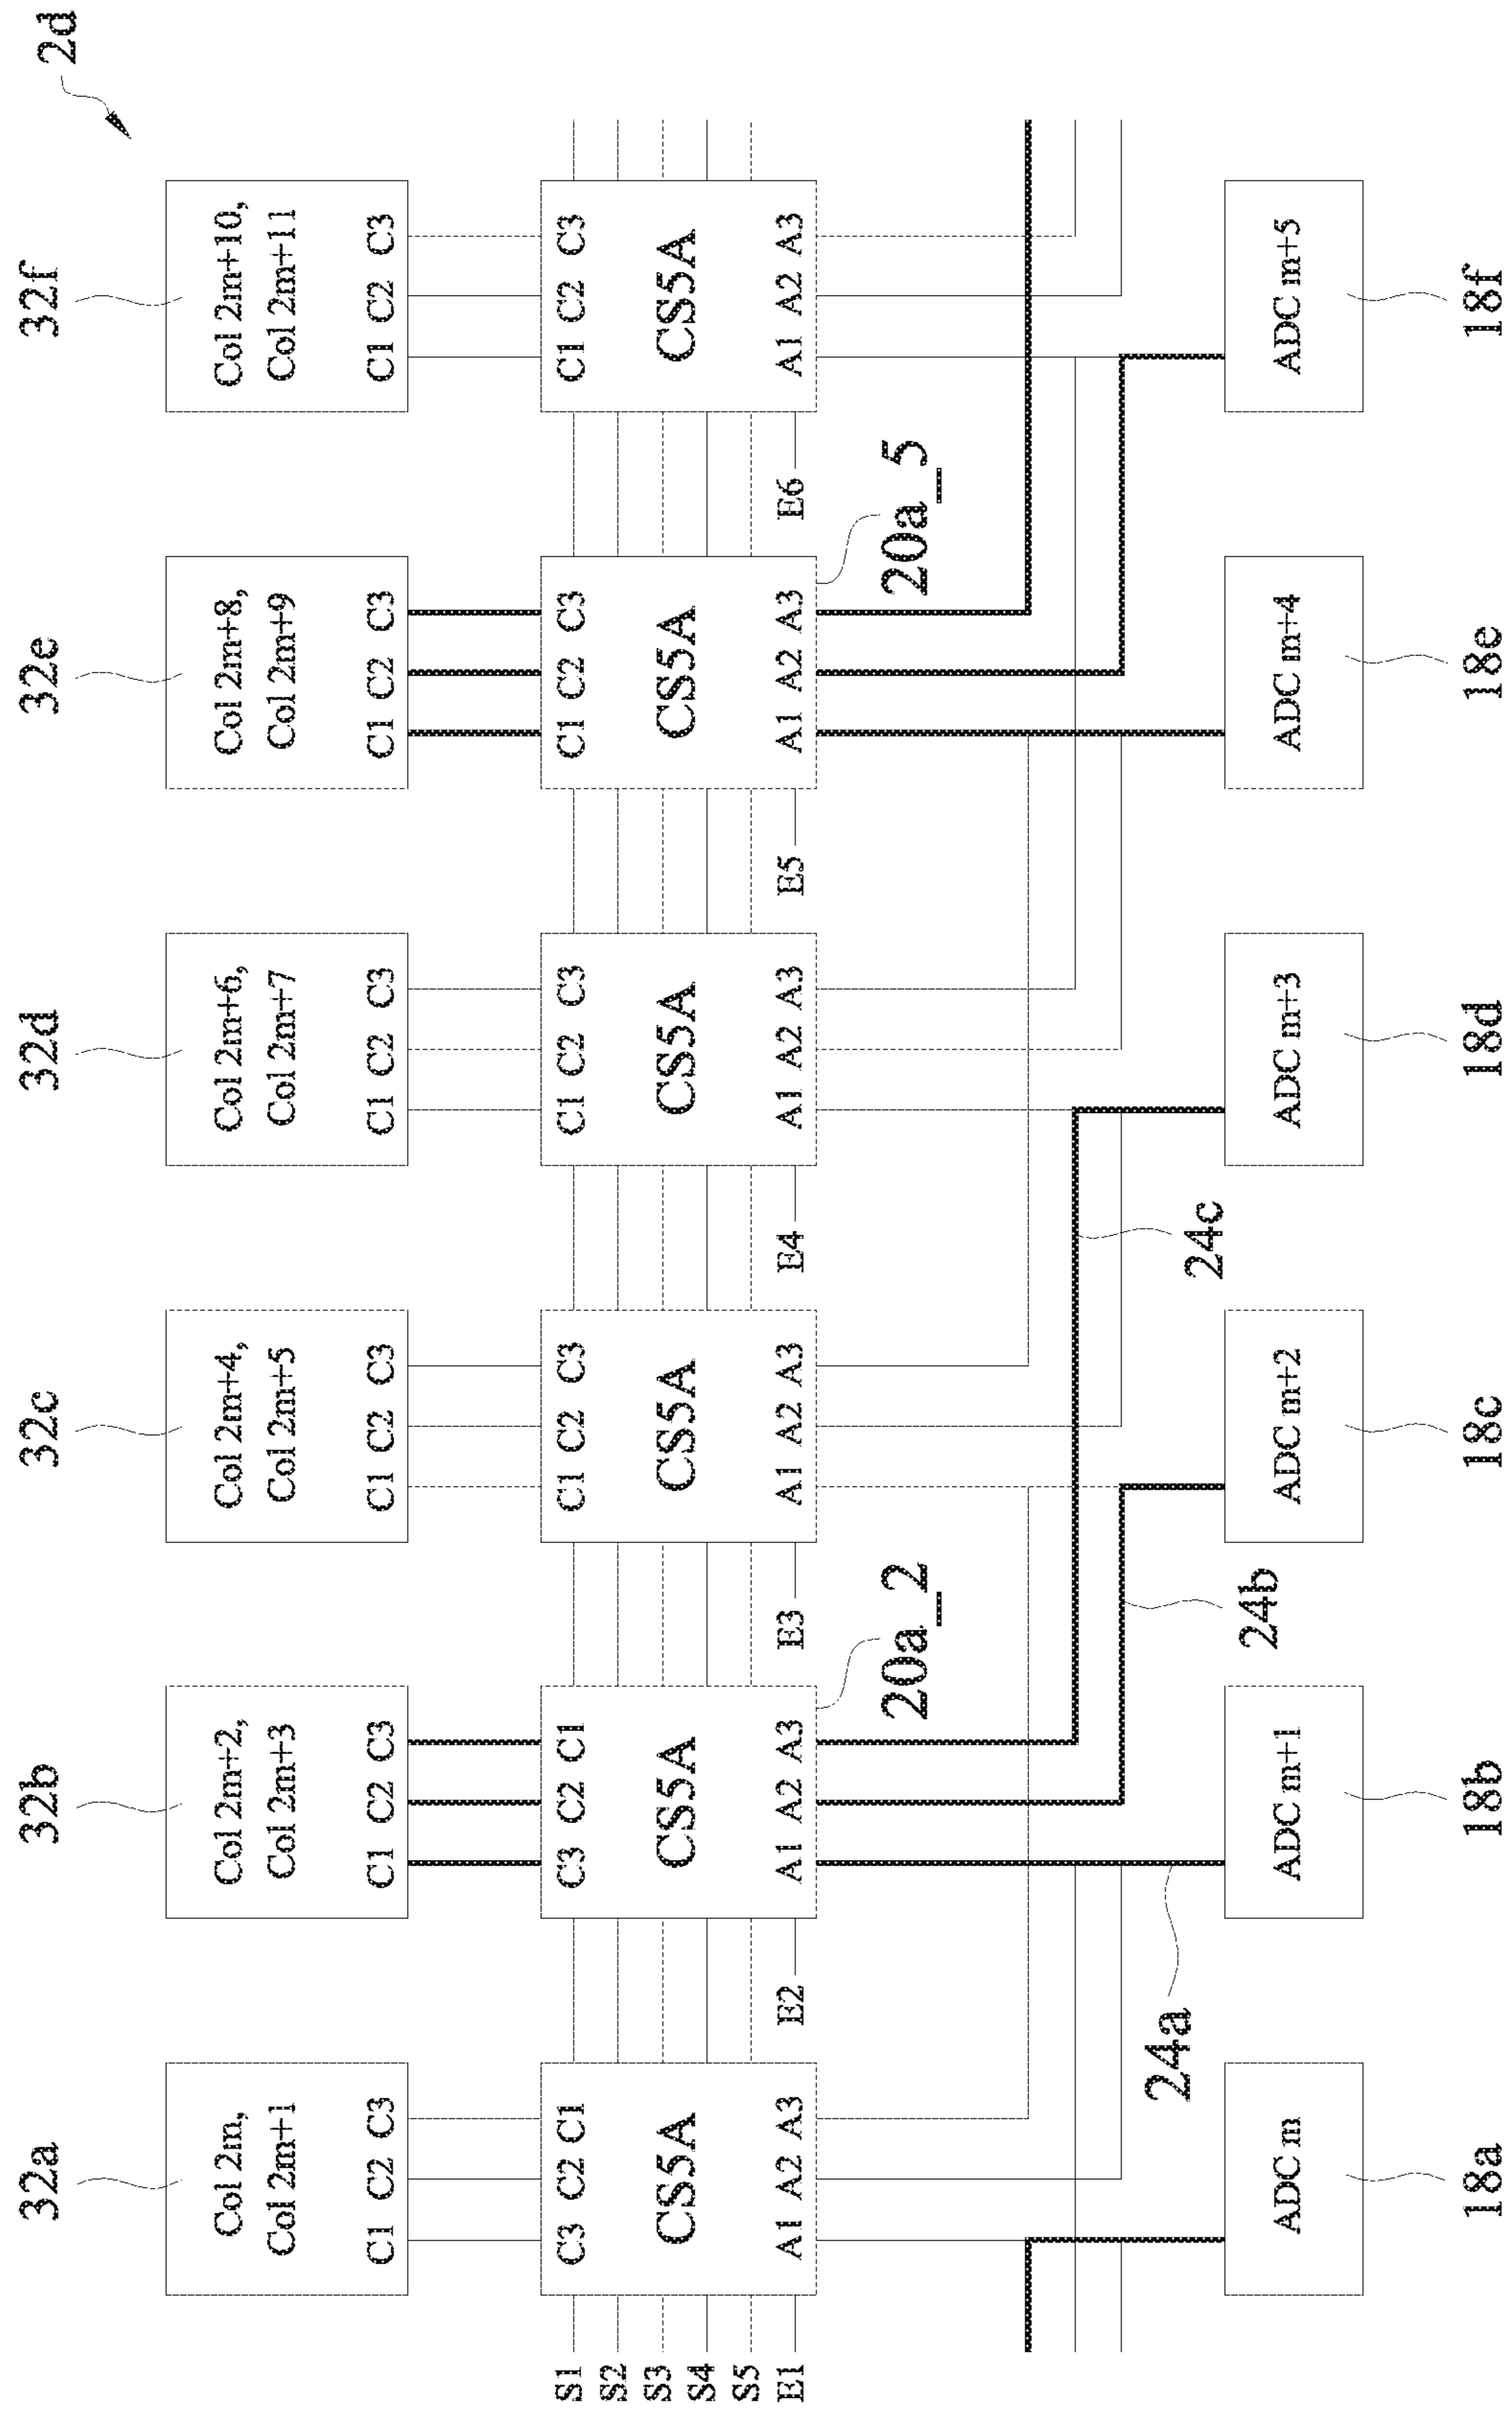 2d
32a 32b 32c 32d 32e 32f
Col 2m,
Col 2m+1
C1 C2 C3
Col 2m+2,
Col 2m+3
C1 C2 C3
Col 2m+4,
Col 2m+5
C1 C2 C3
Col 2m+6,
Col 2m+7
C1 C2 C3
Col 2m+8,
Col 2m+9
C1 C2 C3
Col 2m+10,
Col 2m+11
C1 C2 C3
S1
S2
S3
S4
S5
E1
C3 C2 C1
CS5A
A1 A2 A3
E2
C3 C2 C1
CS5A
A1 A2 A3
20a_2
E3
C1 C2 C3
CS5A
A1 A2 A3
E4
C1 C2 C3
CS5A
A1 A2 A3
E5
C1 C2 C3
CS5A
A1 A2 A3
20a_5
E6
C1 C2 C3
CS5A
A1 A2 A3
24a
24b
24c
ADC m
ADC m+1
ADC m+2
ADC m+3
ADC m+4
ADC m+5
18a 18b 18c 18d 18e 18f